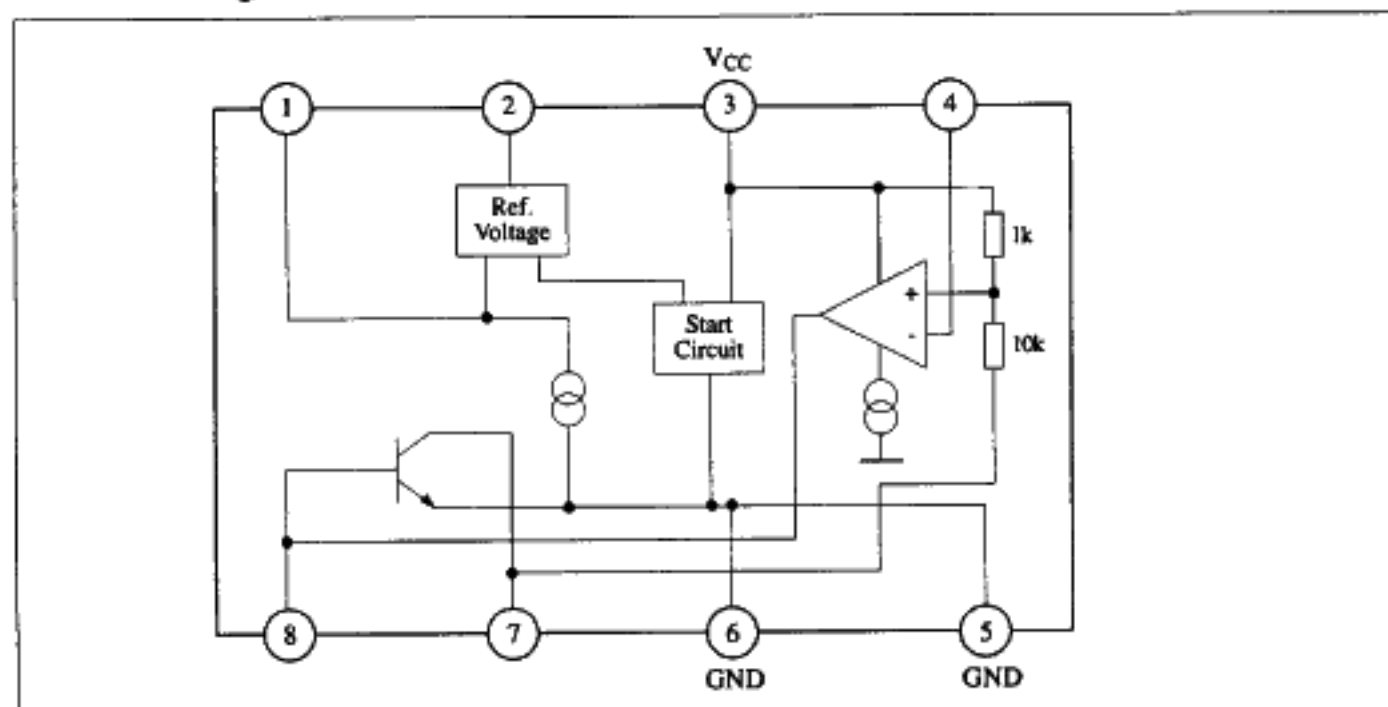 VCC
1
2
3
4
Ref.
Voltage
1k
+
-
Start
Circuit
10k
8
7
6
5
GND
GND